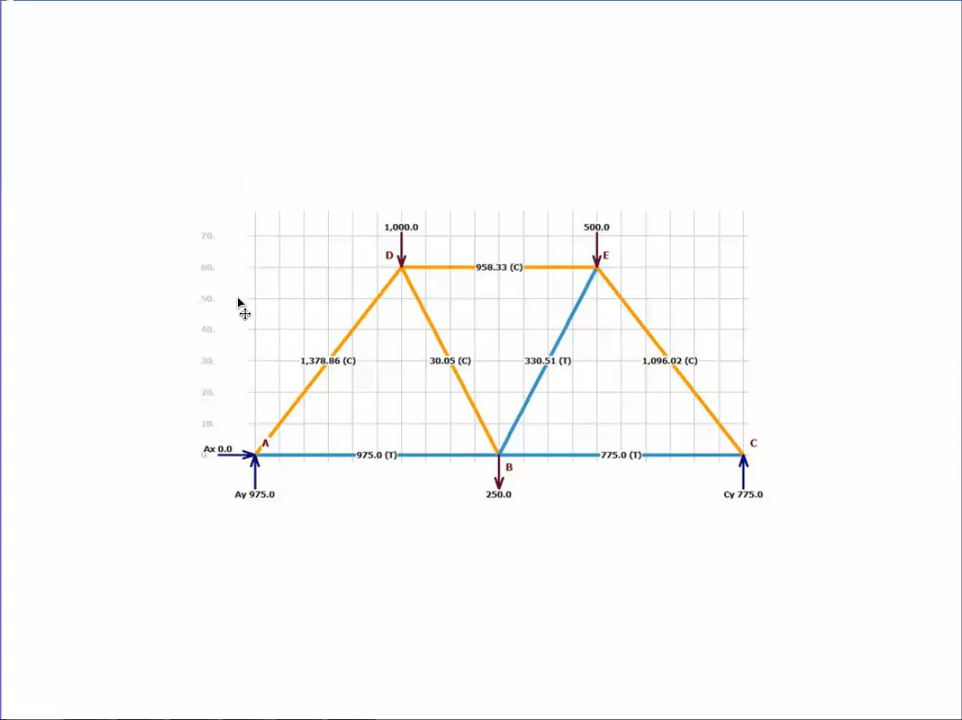 1,000.0
500.0
70.
D
E
60.
958.33 (C)
50.
40.
30.
1,378.86 (C)
30.05 (C)
330.51 (T)
1,096.02 (C)
20.
10.
A
C
Ax 0.0
975.0 (T)
775.0 (T)
B
Ay 975.0
250.0
Cy 775.0